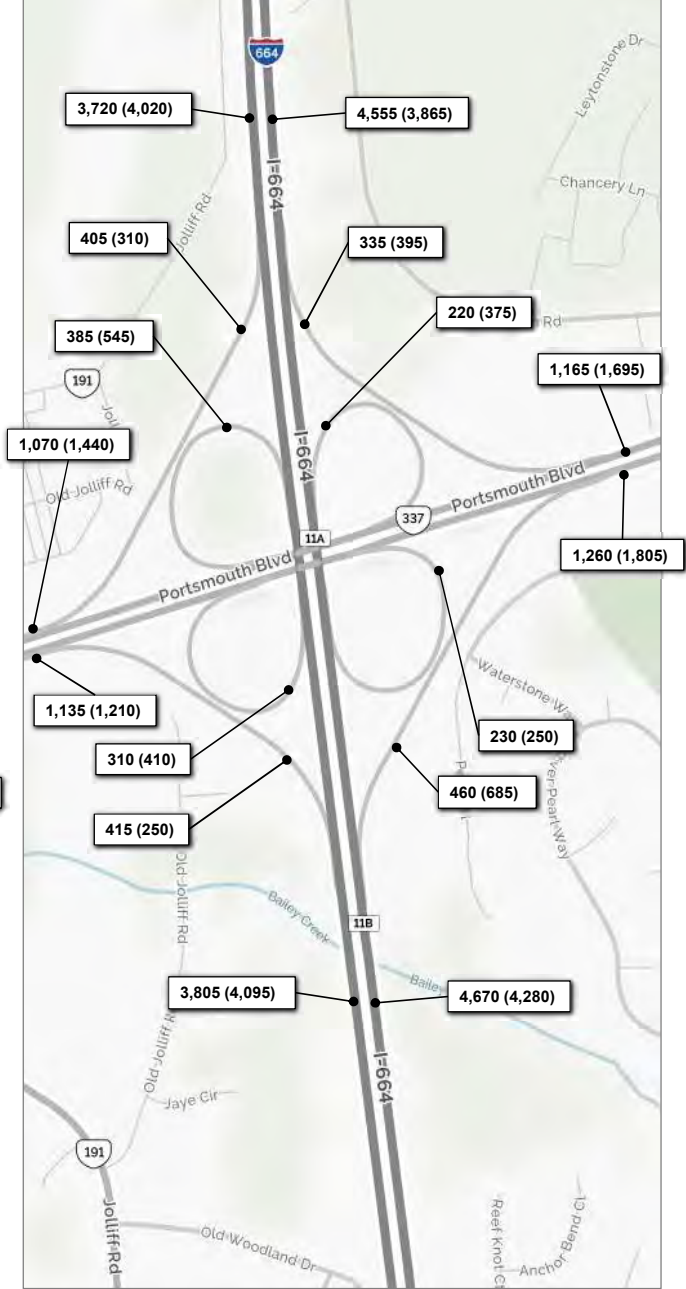 Leytonstone Dr
664
3,720 (4,020)
4,555 (3,865)
I-664
Chancery Ln
Jolliff Rd
405 (310)
335 (395)
220 (375)
Rd
385 (545)
1,165 (1,695)
191
1,070 (1,440)
I-664
Old Jolliff Rd
Portsmouth Blvd
337
11A
1,260 (1,805)
Portsmouth Blvd
Waterstone Way
1,135 (1,210)
230 (250)
310 (410)
460 (685)
415 (250)
Old Jolliff Rd
Bailey Creek
11B
Baile
3,805 (4,095)
4,670 (4,280)
Old Jolliff R
I-664
Jaye Cir
191
Jolliff Rd
Old Woodland Dr
Reef Knot Ct
Anchor Bend Ct